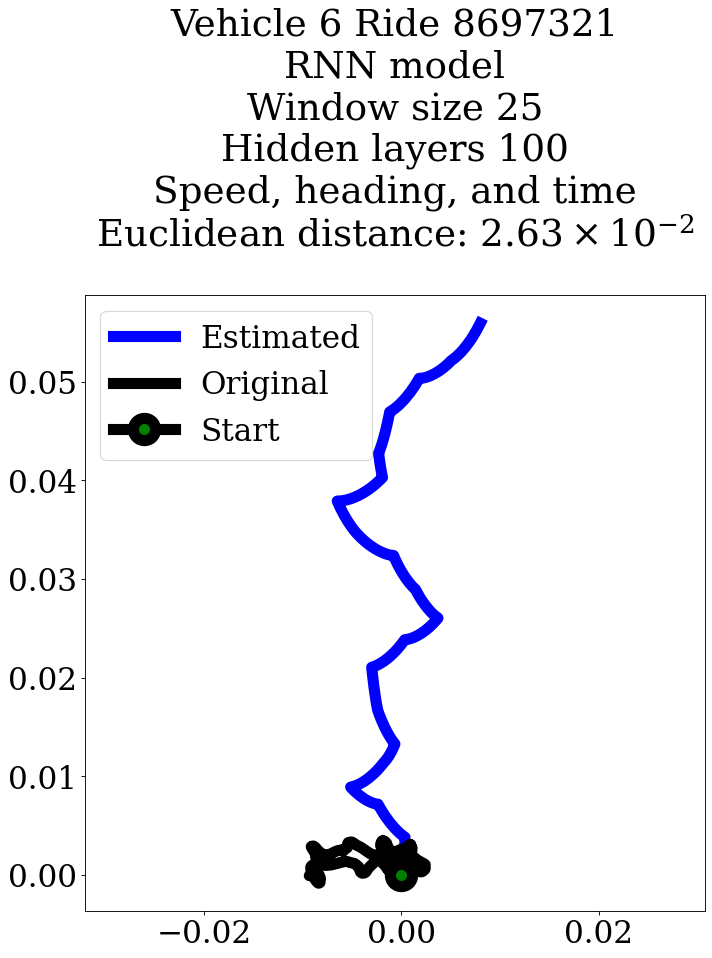 Vehicle 6 Ride 8697321
RNN model
Window size 25
Hidden layers 100
Speed, heading, and time
Euclidean distance: 2.63 × 10⁻²
Estimated
Original
Start
0.05
0.04
0.03
0.02
0.01
0.00
−0.02 0.00 0.02